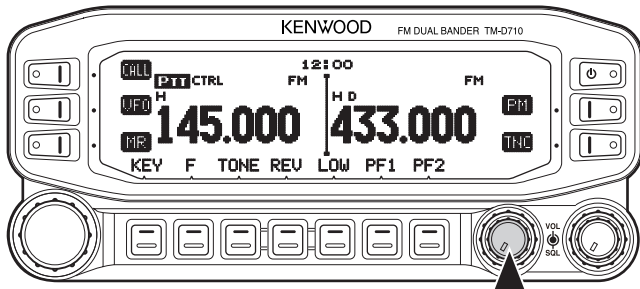 KENWOOD FM DUAL BANDER TM-D710
12:00
CALL PTT CTRL FM FM
VFO H 145.000 H D 433.000 PM
MR TNC
KEY F TONE REV LOW PF1 PF2
VOL
SQL